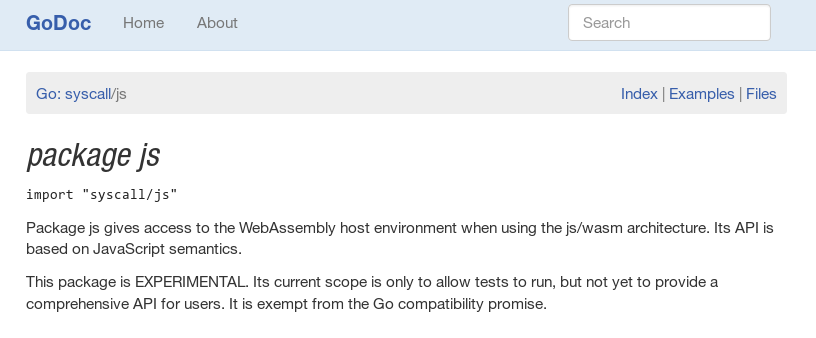 GoDoc Home About Search
Go: syscall/js Index | Examples | Files
package js
import "syscall/js"
Package js gives access to the WebAssembly host environment when using the js/wasm architecture. Its API is
based on JavaScript semantics.
This package is EXPERIMENTAL. Its current scope is only to allow tests to run, but not yet to provide a
comprehensive API for users. It is exempt from the Go compatibility promise.